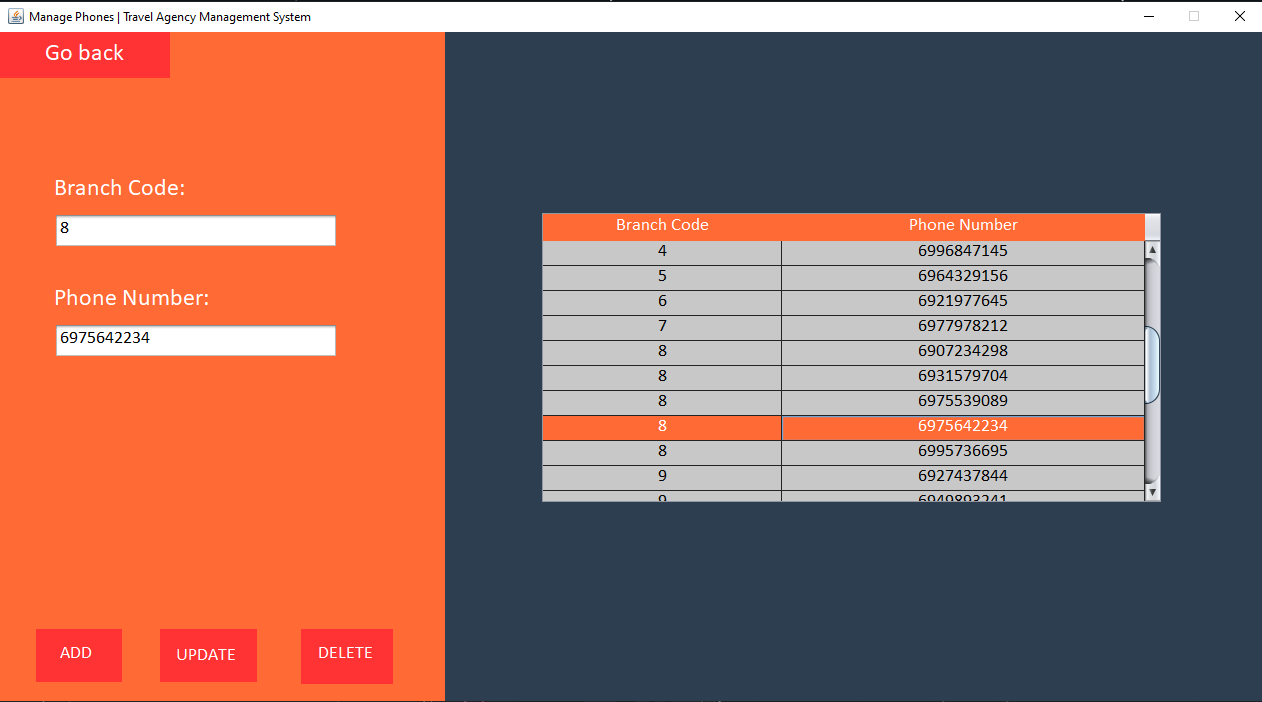 Manage Phones | Travel Agency Management System
Go back
Branch Code:
8
Phone Number:
6975642234
ADD UPDATE DELETE
Branch Code Phone Number
4 6996847145
5 6964329156
6 6921977645
7 6977978212
8 6907234298
8 6931579704
8 6975539089
8 6975642234
8 6995736695
9 6927437844
9 6949893241